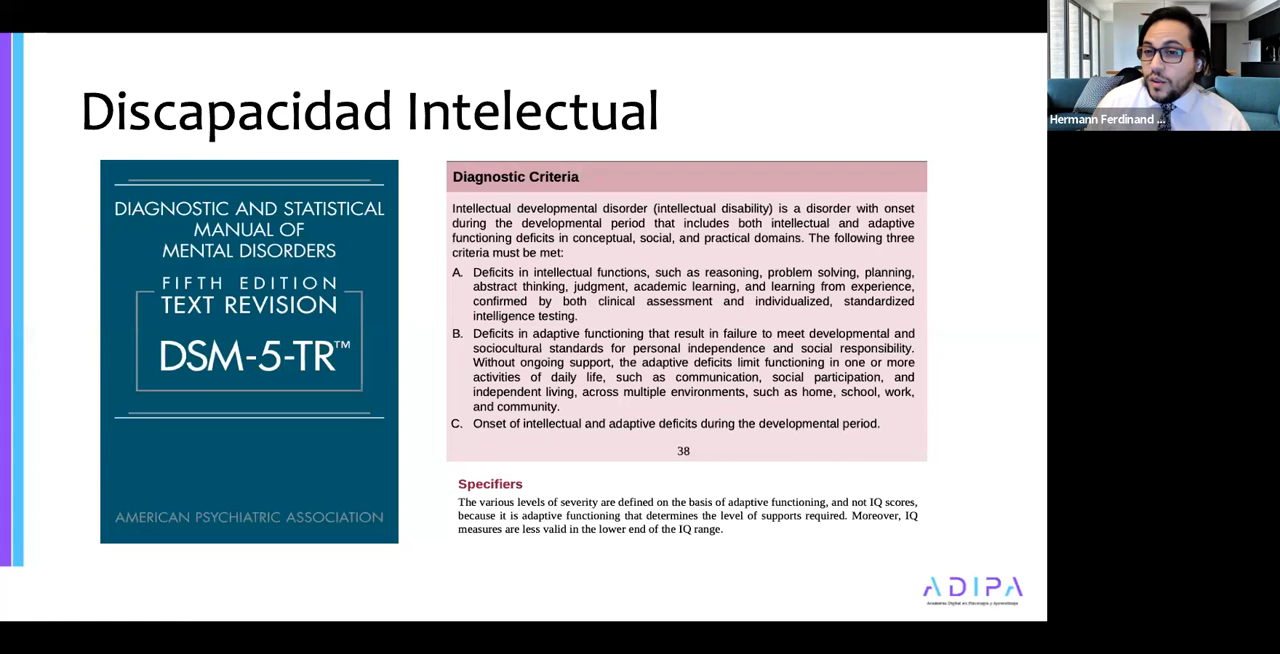 Discapacidad Intelectual
DIAGNOSTIC AND STATISTICAL
MANUAL OF
MENTAL DISORDERS
FIFTH EDITION
TEXT REVISION
DSM-5-TR™
AMERICAN PSYCHIATRIC ASSOCIATION
Diagnostic Criteria
Intellectual developmental disorder (intellectual disability) is a disorder with onset
during the developmental period that includes both intellectual and adaptive
functioning deficits in conceptual, social, and practical domains. The following three
criteria must be met:
A. Deficits in intellectual functions, such as reasoning, problem solving, planning,
abstract thinking, judgment, academic learning, and learning from experience,
confirmed by both clinical assessment and individualized, standardized
intelligence testing.
B. Deficits in adaptive functioning that result in failure to meet developmental and
sociocultural standards for personal independence and social responsibility.
Without ongoing support, the adaptive deficits limit functioning in one or more
activities of daily life, such as communication, social participation, and
independent living, across multiple environments, such as home, school, work,
and community.
C. Onset of intellectual and adaptive deficits during the developmental period.
38
Specifiers
The various levels of severity are defined on the basis of adaptive functioning, and not IQ scores,
because it is adaptive functioning that determines the level of supports required. Moreover, IQ
measures are less valid in the lower end of the IQ range.
ADIPA
Academia Digital en Psicología y Aprendizaje
Hermann Ferdinand ...